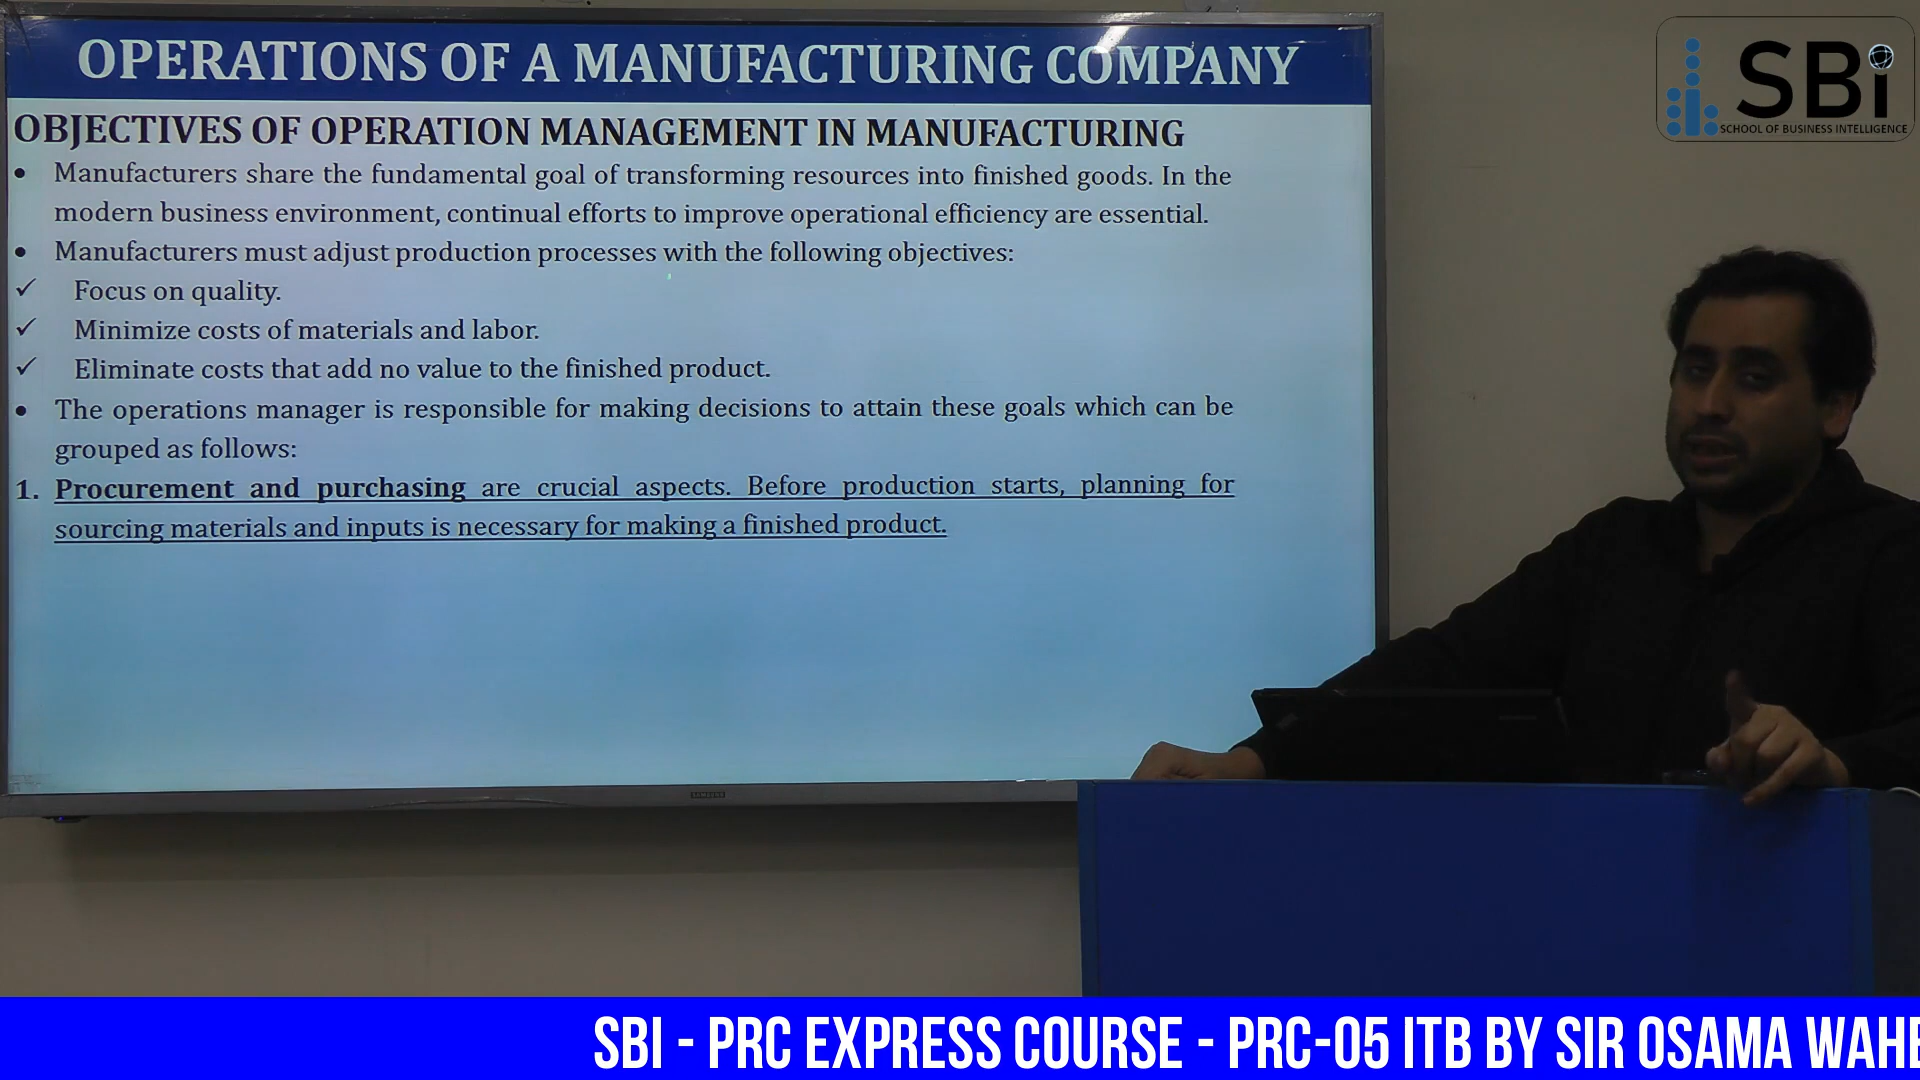 OPERATIONS OF A MANUFACTURING COMPANY
OBJECTIVES OF OPERATION MANAGEMENT IN MANUFACTURING
• Manufacturers share the fundamental goal of transforming resources into finished goods. In the
modern business environment, continual efforts to improve operational efficiency are essential.
• Manufacturers must adjust production processes with the following objectives:
✓ Focus on quality.
✓ Minimize costs of materials and labor.
✓ Eliminate costs that add no value to the finished product.
• The operations manager is responsible for making decisions to attain these goals which can be
grouped as follows:
1. Procurement and purchasing are crucial aspects. Before production starts, planning for
sourcing materials and inputs is necessary for making a finished product.
SAMSUNG
SBi
SCHOOL OF BUSINESS INTELLIGENCE
SBI - PRC EXPRESS COURSE - PRC-05 ITB BY SIR OSAMA